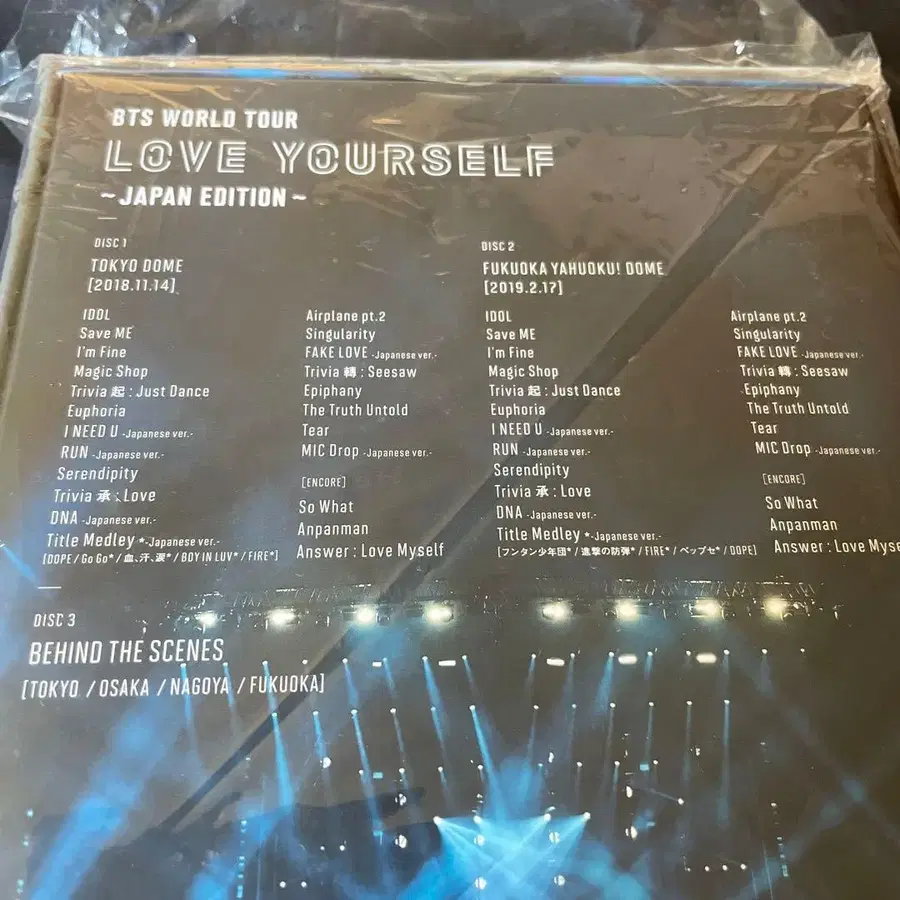 BTS WORLD TOUR
LOVE YOURSELF
~JAPAN EDITION~
DISC 1
TOKYO DOME
[2018.11.14]
IDOL
Save ME
I'm Fine
Magic Shop
Trivia 起 : Just Dance
Euphoria
I NEED U -Japanese ver.-
RUN -Japanese ver.-
Serendipity
Trivia 承 : Love
DNA -Japanese ver.-
Title Medley *-Japanese ver.-
[DOPE / Go Go* / 血、汗、涙* / BOY IN LUV* / FIRE*]
Airplane pt.2
Singularity
FAKE LOVE -Japanese ver.-
Trivia 轉 : Seesaw
Epiphany
The Truth Untold
Tear
MIC Drop -Japanese ver.-
[ENCORE]
So What
Anpanman
Answer : Love Myself
DISC 2
FUKUOKA YAHUOKU! DOME
[2019.2.17]
IDOL
Save ME
I'm Fine
Magic Shop
Trivia 起 : Just Dance
Euphoria
I NEED U -Japanese ver.-
RUN -Japanese ver.-
Serendipity
Trivia 承 : Love
DNA -Japanese ver.-
Title Medley *-Japanese ver.-
[フンタン少年団* / 進撃の防弾* / FIRE* / ペップセ* / DOPE]
Airplane pt.2
Singularity
FAKE LOVE -Japanese ver.-
Trivia 轉 : Seesaw
Epiphany
The Truth Untold
Tear
MIC Drop -Japanese ver.-
[ENCORE]
So What
Anpanman
Answer : Love Myse
DISC 3
BEHIND THE SCENES
[TOKYO / OSAKA / NAGOYA / FUKUOKA]